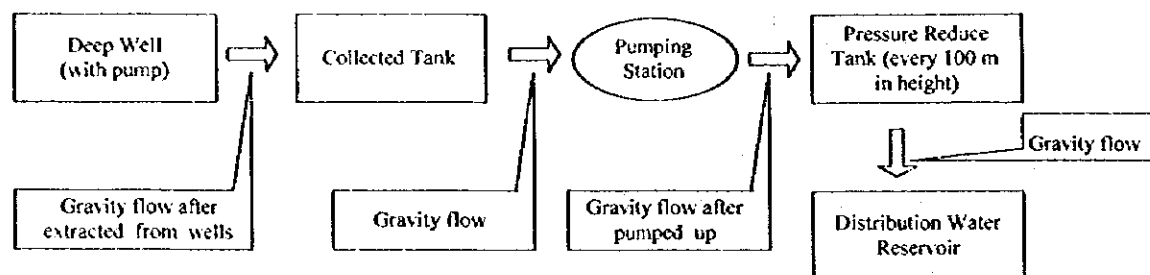 Deep Well
(with pump)
Collected Tank
Pumping
Station
Pressure Reduce
Tank (every 100 m
in height)
Gravity flow
Gravity flow after
extracted from wells
Gravity flow
Gravity flow after
pumped up
Distribution Water
Reservoir